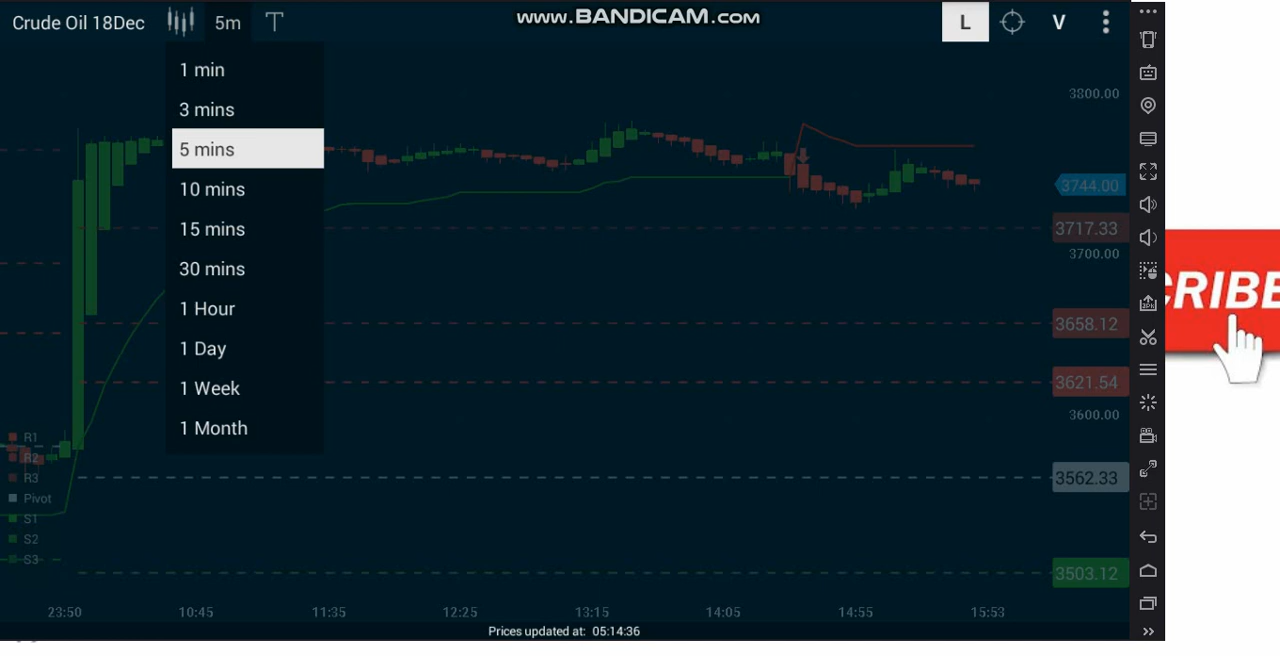 www.BANDICAM.com
Crude Oil 18Dec
5m
T
L
V
1 min
3 mins
5 mins
10 mins
15 mins
30 mins
1 Hour
1 Day
1 Week
1 Month
3800.00
3744.00
3717.33
3700.00
3658.12
3621.54
3600.00
3562.33
3503.12
R1
R2
R3
Pivot
S1
S2
S3
23:50
10:45
11:35
12:25
13:15
14:05
14:55
15:53
Prices updated at: 05:14:36
CRIBE